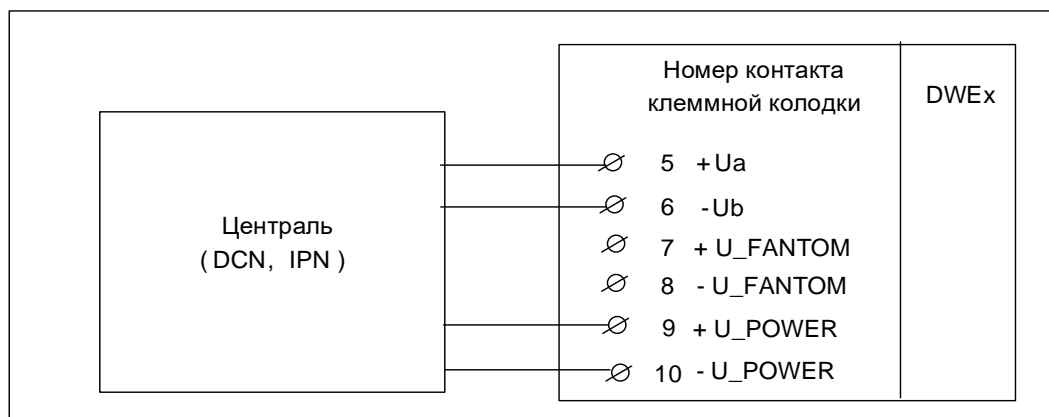 Номер контакта
клеммной колодки
DWEx
5 +Ua
6 -Ub
Централь
( DCN, IPN )
7 + U_FANTOM
8 - U_FANTOM
9 + U_POWER
10 - U_POWER